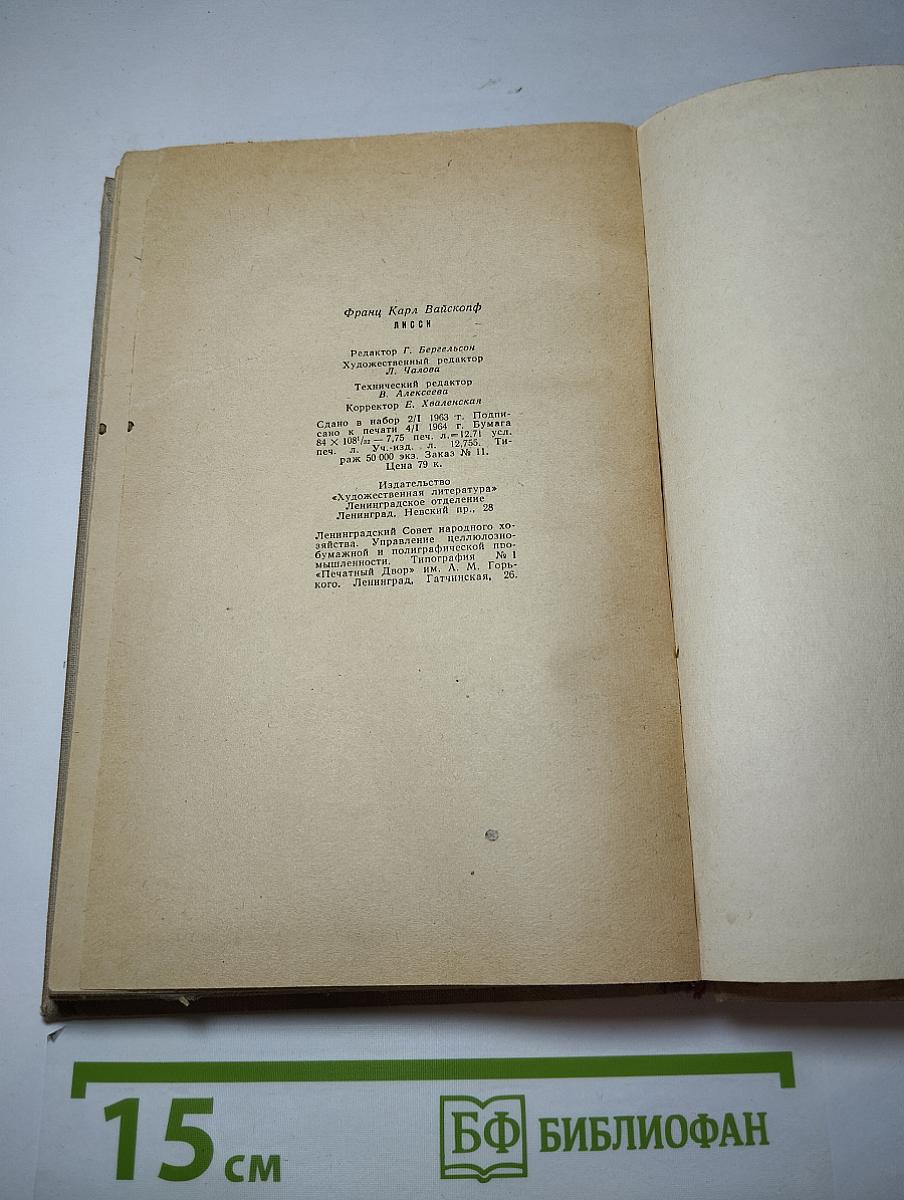 Франц Карл Вайскопф
ЛИССИ
Редактор Г. Бергельсон
Художественный редактор
Л. Чалова
Технический редактор
В. Алексеева
Корректор Е. Хваленская
Сдано в набор 2/I 1963 г. Подпи-
сано к печати 4/I 1964 г. Бумага
84 × 108¹/₃₂ — 7,75 печ. л. = 12,71 усл.
печ. л. Уч.-изд. л. 12,755. Ти-
раж 50 000 экз. Заказ № 11.
Цена 79 к.
Издательство
«Художественная литература»
Ленинградское отделение
Ленинград, Невский пр., 28
Ленинградский Совет народного хо-
зяйства. Управление целлюлозно-
бумажной и полиграфической про-
мышленности. Типография № 1
«Печатный Двор» им. А. М. Горь-
кого. Ленинград, Гатчинская, 26.
15 см
БФ БИБЛИОФАН